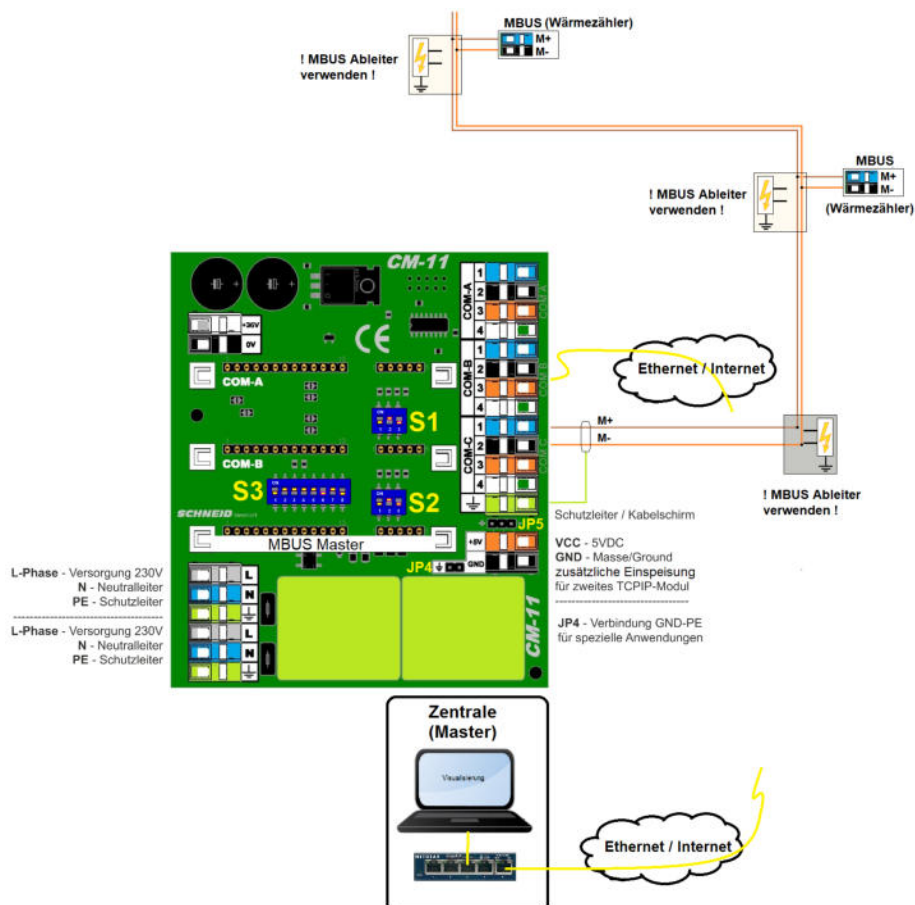 MBUS (Wärmezähler)
M+
M-
! MBUS Ableiter
verwenden !
MBUS
M+
M-
(Wärmezähler)
! MBUS Ableiter
verwenden !
CM-11
+36V
0V
COM-A
COM-B
S1
S2
S3
SCHNEID
MBUS Master
COM-A
1
2
3
4
COM A
COM-B
1
2
3
4
COM B
COM-C
1
2
3
4
COM C
JP5
+5V
GND
JP4
L
N
L
N
CM-11
Ethernet / Internet
M+
M-
! MBUS Ableiter
verwenden !
Schutzleiter / Kabelschirm
VCC - 5VDC
GND - Masse/Ground
zusätzliche Einspeisung
für zweites TCPIP-Modul
JP4 - Verbindung GND-PE
für spezielle Anwendungen
L-Phase - Versorgung 230V
N - Neutralleiter
PE - Schutzleiter
L-Phase - Versorgung 230V
N - Neutralleiter
PE - Schutzleiter
Zentrale
(Master)
Visualisierung
NETGEAR
Ethernet / Internet